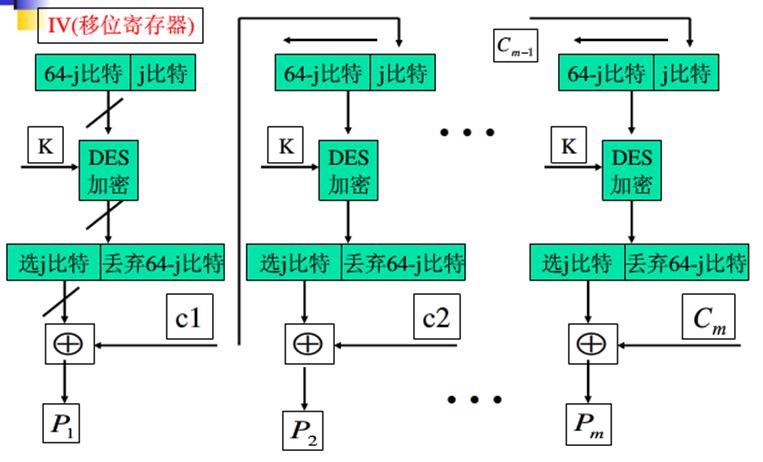 IV(移位寄存器)
C_{m-1}
64-j比特 j比特
64-j比特 j比特
64-j比特 j比特
K
DES
加密
K
DES
加密
K
DES
加密
选j比特 丢弃64-j比特
选j比特 丢弃64-j比特
选j比特 丢弃64-j比特
c1
c2
C_m
P_1
P_2
P_m